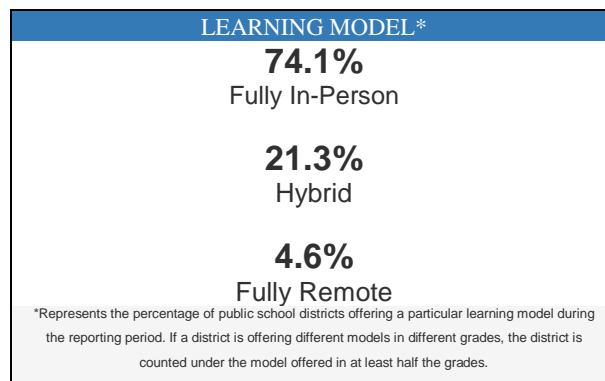 LEARNING MODEL*
74.1%
Fully In-Person
21.3%
Hybrid
4.6%
Fully Remote
*Represents the percentage of public school districts offering a particular learning model during
the reporting period. If a district is offering different models in different grades, the district is
counted under the model offered in at least half the grades.